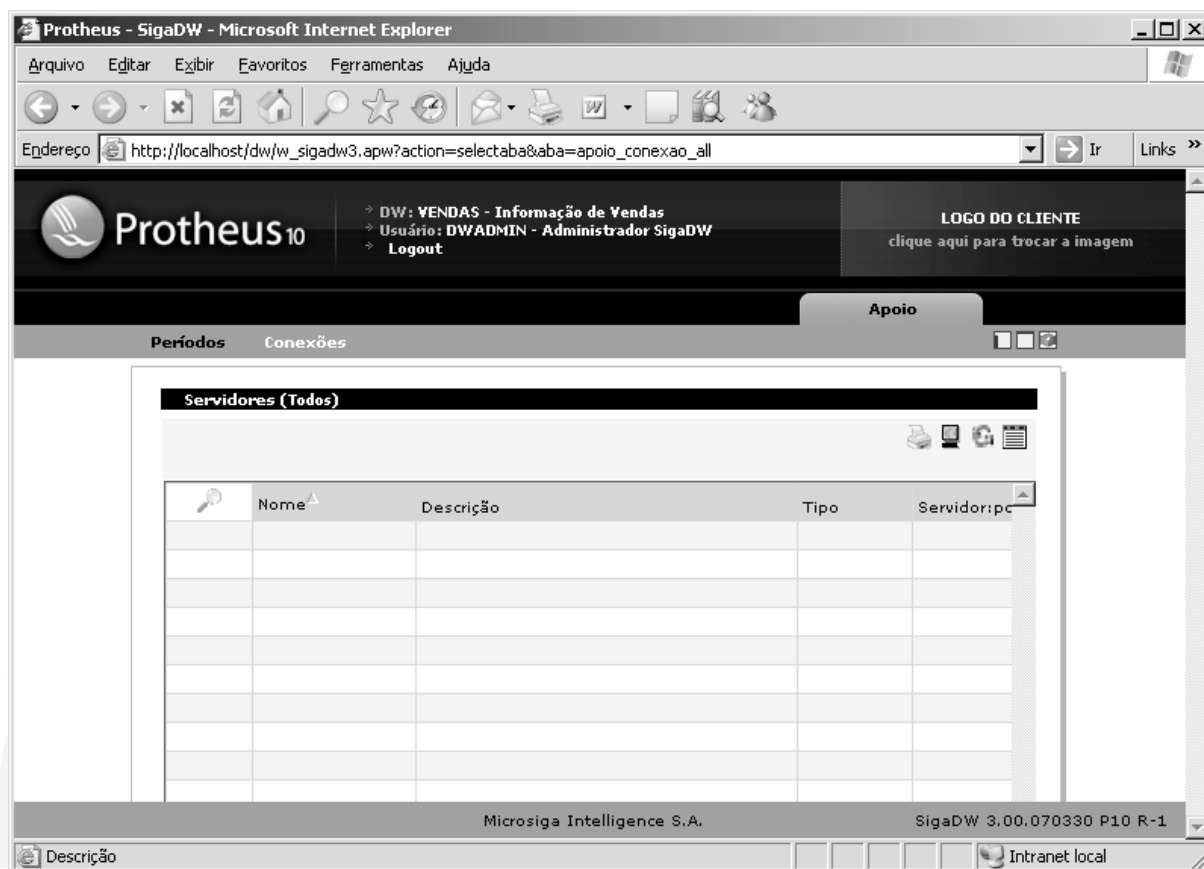 Protheus - SigaDW - Microsoft Internet Explorer
Arquivo Editar Exibir Favoritos Ferramentas Ajuda
Endereço http://localhost/dw/w_sigadw3.apw?action=selectaba&aba=apoio_conexao_all Ir Links »
Protheus 10
DW: VENDAS - Informação de Vendas
Usuário: DWADMIN - Administrador SigaDW
Logout
LOGO DO CLIENTE
clique aqui para trocar a imagem
Apoio
Períodos Conexões
Servidores (Todos)
Nome Descrição Tipo Servidor:po
Microsiga Intelligence S.A. SigaDW 3.00.070330 P10 R-1
Descrição Intranet local